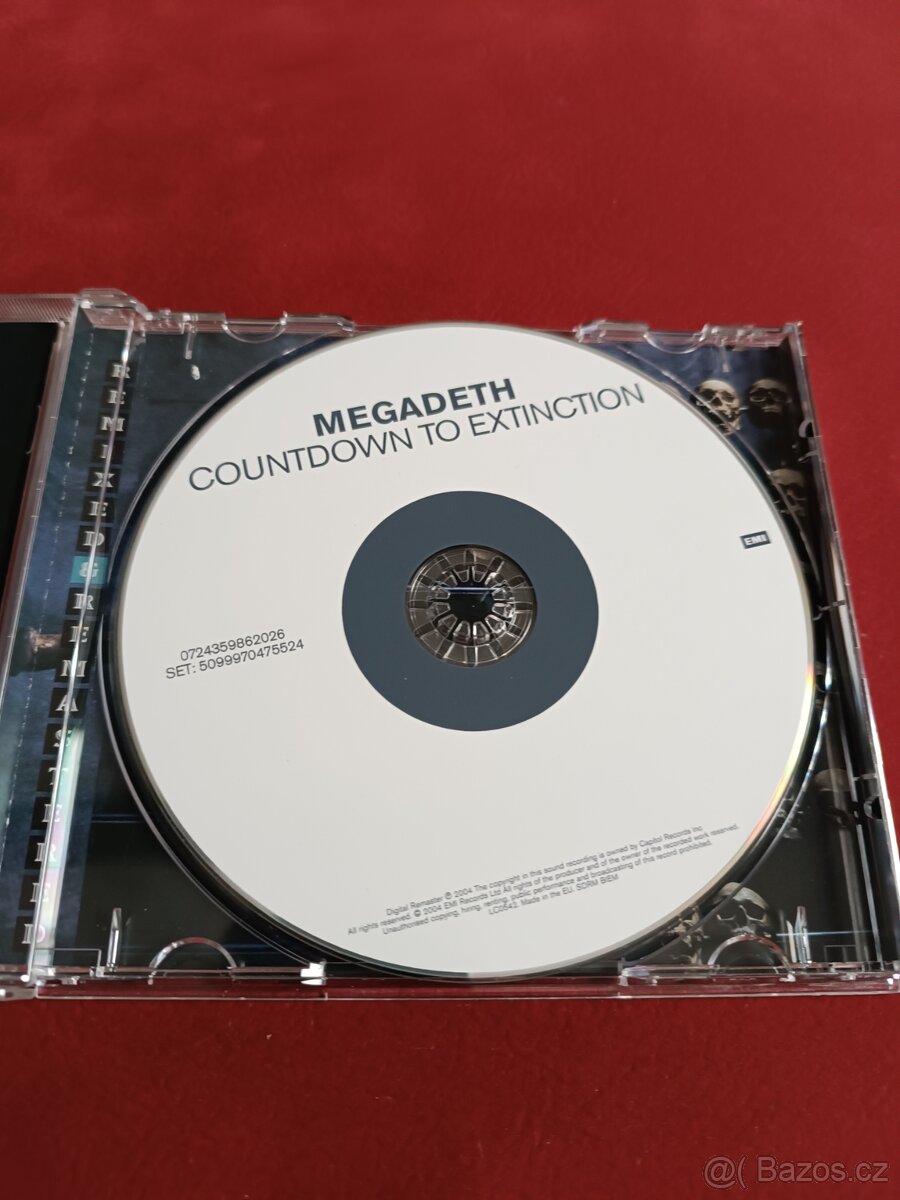 REMIXED & REMASTERED
MEGADETH
COUNTDOWN TO EXTINCTION
EMI
0724359862026
SET: 5099970475524
Digital Remaster ℗ 2004 The copyright in this sound recording is owned by Capitol Records Inc
All rights reserved. © 2004 EMI Records Ltd All rights of the producer and of the owner of the recorded work reserved.
Unauthorised copying, hiring, renting, public performance and broadcasting of this record prohibited.
LC0542. Made in the EU. SDRM BIEM
@( Bazos.cz